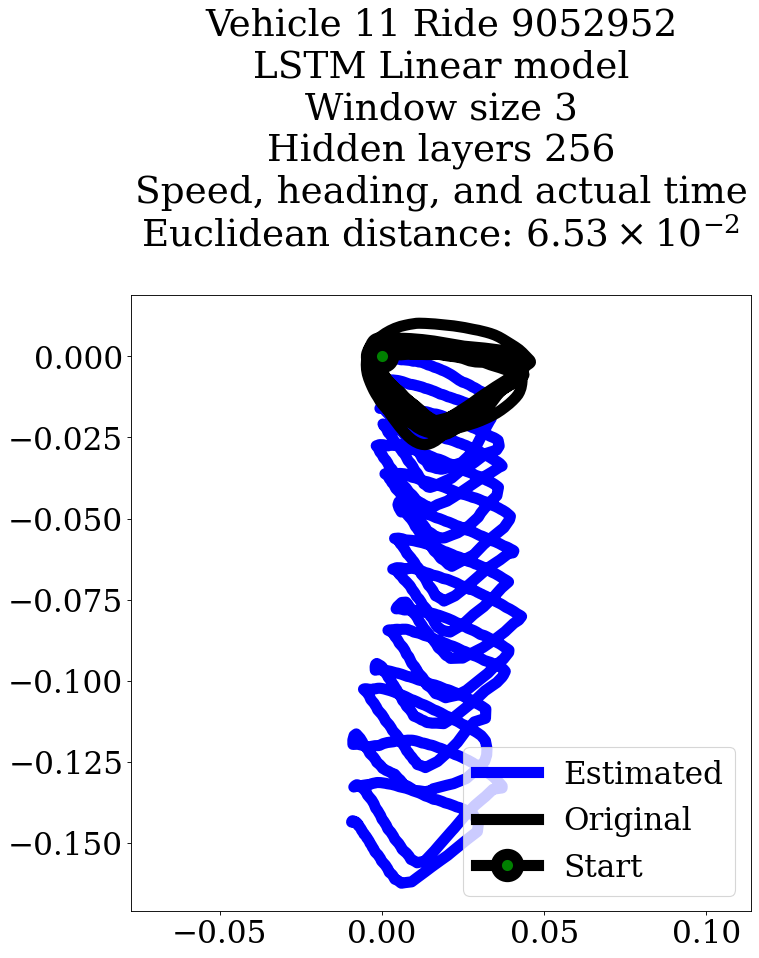 Vehicle 11 Ride 9052952
LSTM Linear model
Window size 3
Hidden layers 256
Speed, heading, and actual time
Euclidean distance: 6.53 × 10⁻²
0.000
−0.025
−0.050
−0.075
−0.100
−0.125
−0.150
Estimated
Original
Start
−0.05 0.00 0.05 0.10